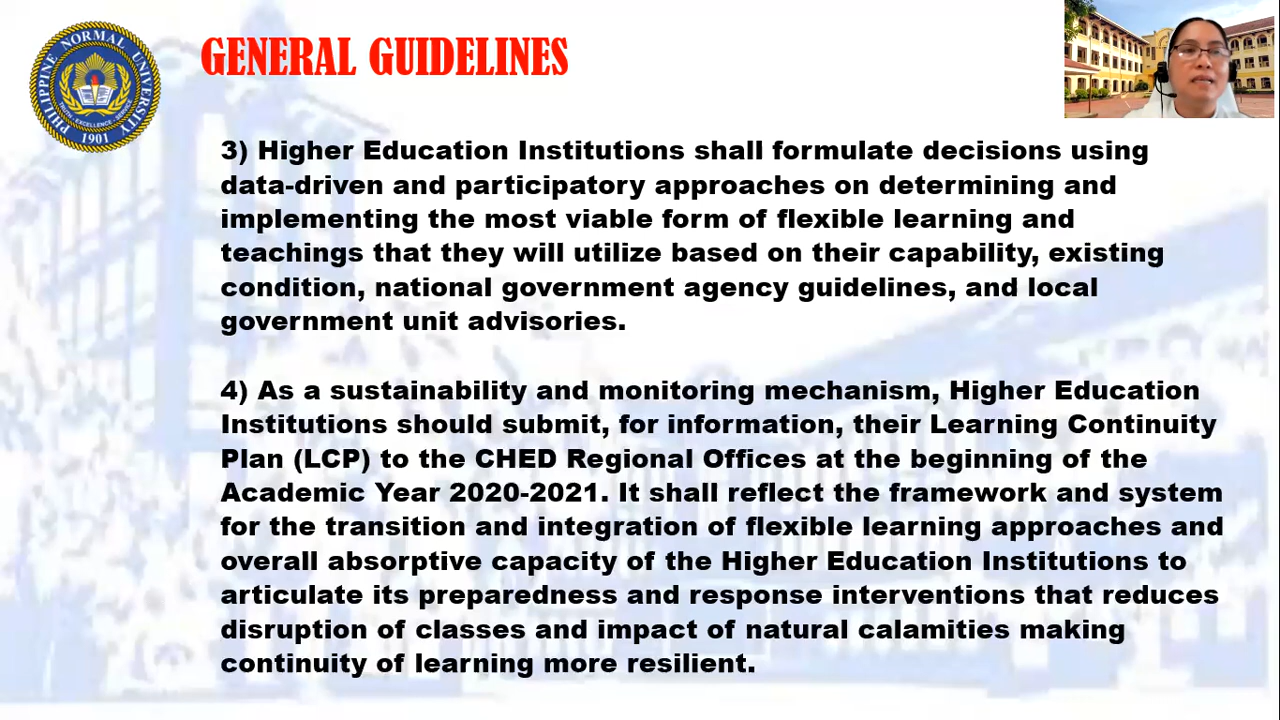 PHILIPPINE NORMAL UNIVERSITY
1901
GENERAL GUIDELINES
3) Higher Education Institutions shall formulate decisions using
data-driven and participatory approaches on determining and
implementing the most viable form of flexible learning and
teachings that they will utilize based on their capability, existing
condition, national government agency guidelines, and local
government unit advisories.
4) As a sustainability and monitoring mechanism, Higher Education
Institutions should submit, for information, their Learning Continuity
Plan (LCP) to the CHED Regional Offices at the beginning of the
Academic Year 2020-2021. It shall reflect the framework and system
for the transition and integration of flexible learning approaches and
overall absorptive capacity of the Higher Education Institutions to
articulate its preparedness and response interventions that reduces
disruption of classes and impact of natural calamities making
continuity of learning more resilient.